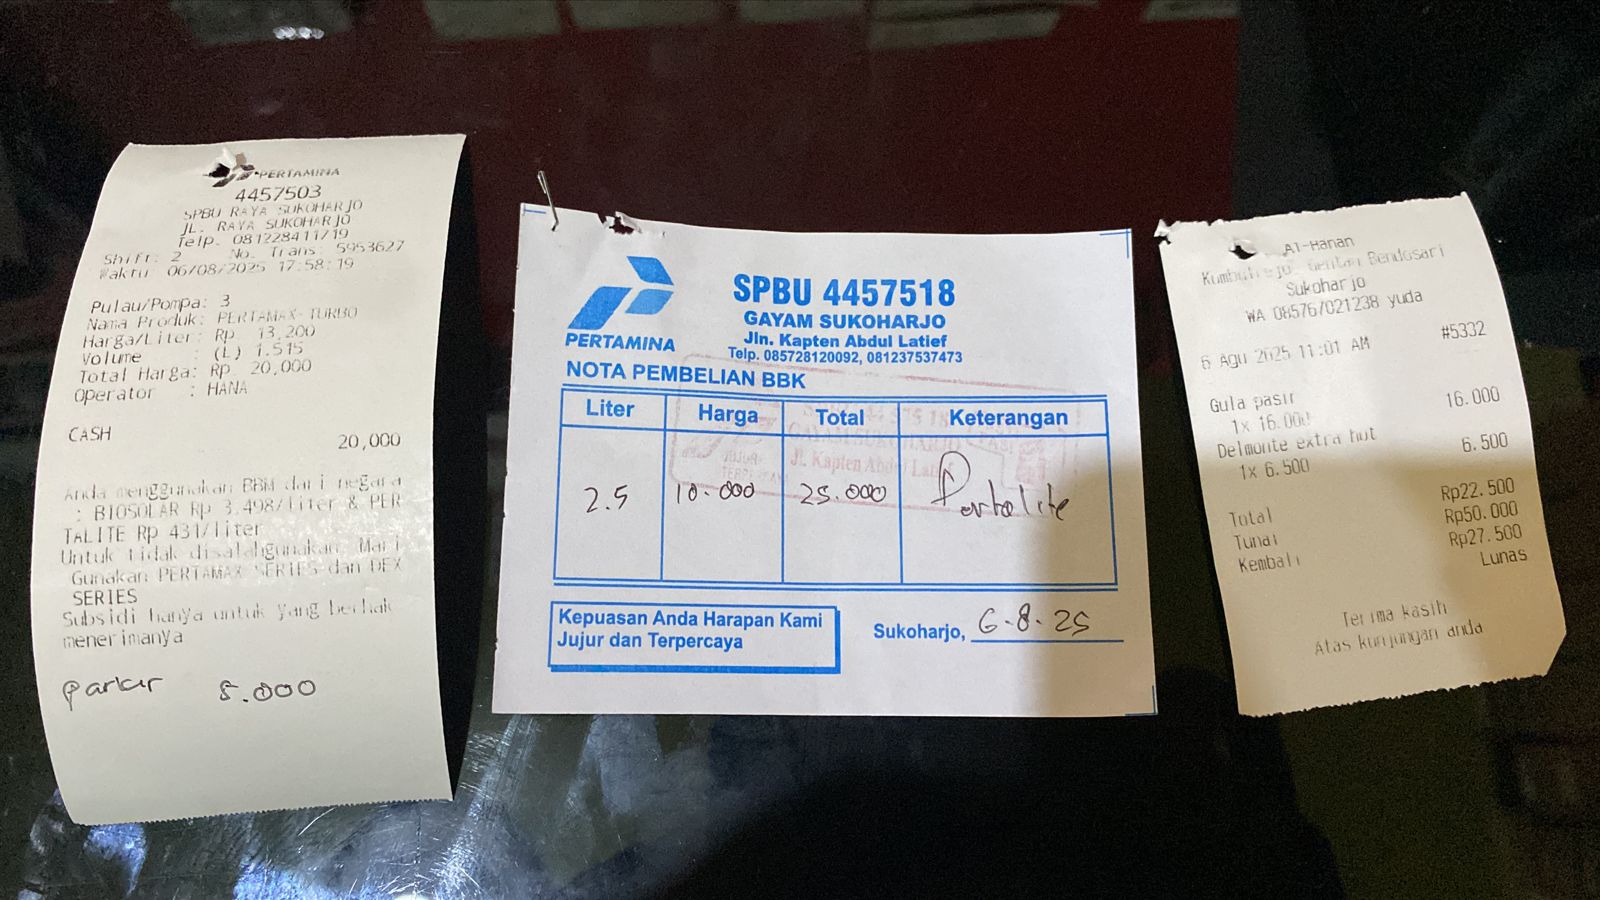 PERTAMINA
4457503
SPBU RAYA SUKOHARJO
JL. RAYA SUKOHARJO
Telp. 081228411719
Shift: 2 No. Trans: 5953627
Waktu: 06/08/2025 17:58:19
Pulau/Pompa: 3
Nama Produk: PERTAMAX-TURBO
Harga/Liter: Rp 13,200
Volume : (L) 1.515
Total Harga: Rp. 20,000
Operator : HANA
CASH
20,000
Anda menggunakan BBM dari negara
: BIOSOLAR Rp 3.498/liter & PER
TALITE Rp 431/liter
Untuk tidak disalahgunakan. Mari
Gunakan PERTAMAX SERIES dan DEX
SERIES
Subsidi hanya untuk yang berhak
menerimanya
parkir 5.000
PERTAMINA
SPBU 4457518
GAYAM SUKOHARJO
Jln. Kapten Abdul Latief
Telp. 085728120092, 081237537473
NOTA PEMBELIAN BBK
Liter Harga Total Keterangan
2.5 10.000 25.000 Pertalite
GAYAM SUKOHARJO
Jl. Kapten Abdul Latief
Kepuasan Anda Harapan Kami
Jujur dan Terpercaya
Sukoharjo, 6-8-25
Al-Hanan
Gentan Bendosari
Sukoharjo
WA 085767021238 yuda
6 Agu 2025 11:01 AM #5332
Gula pasir
1x 16.000 16.000
Delmonte extra hot
1x 6.500 6.500
Total Rp22.500
Tunai Rp50.000
Kembali Rp27.500
Lunas
Terima kasih
Atas kunjungan anda